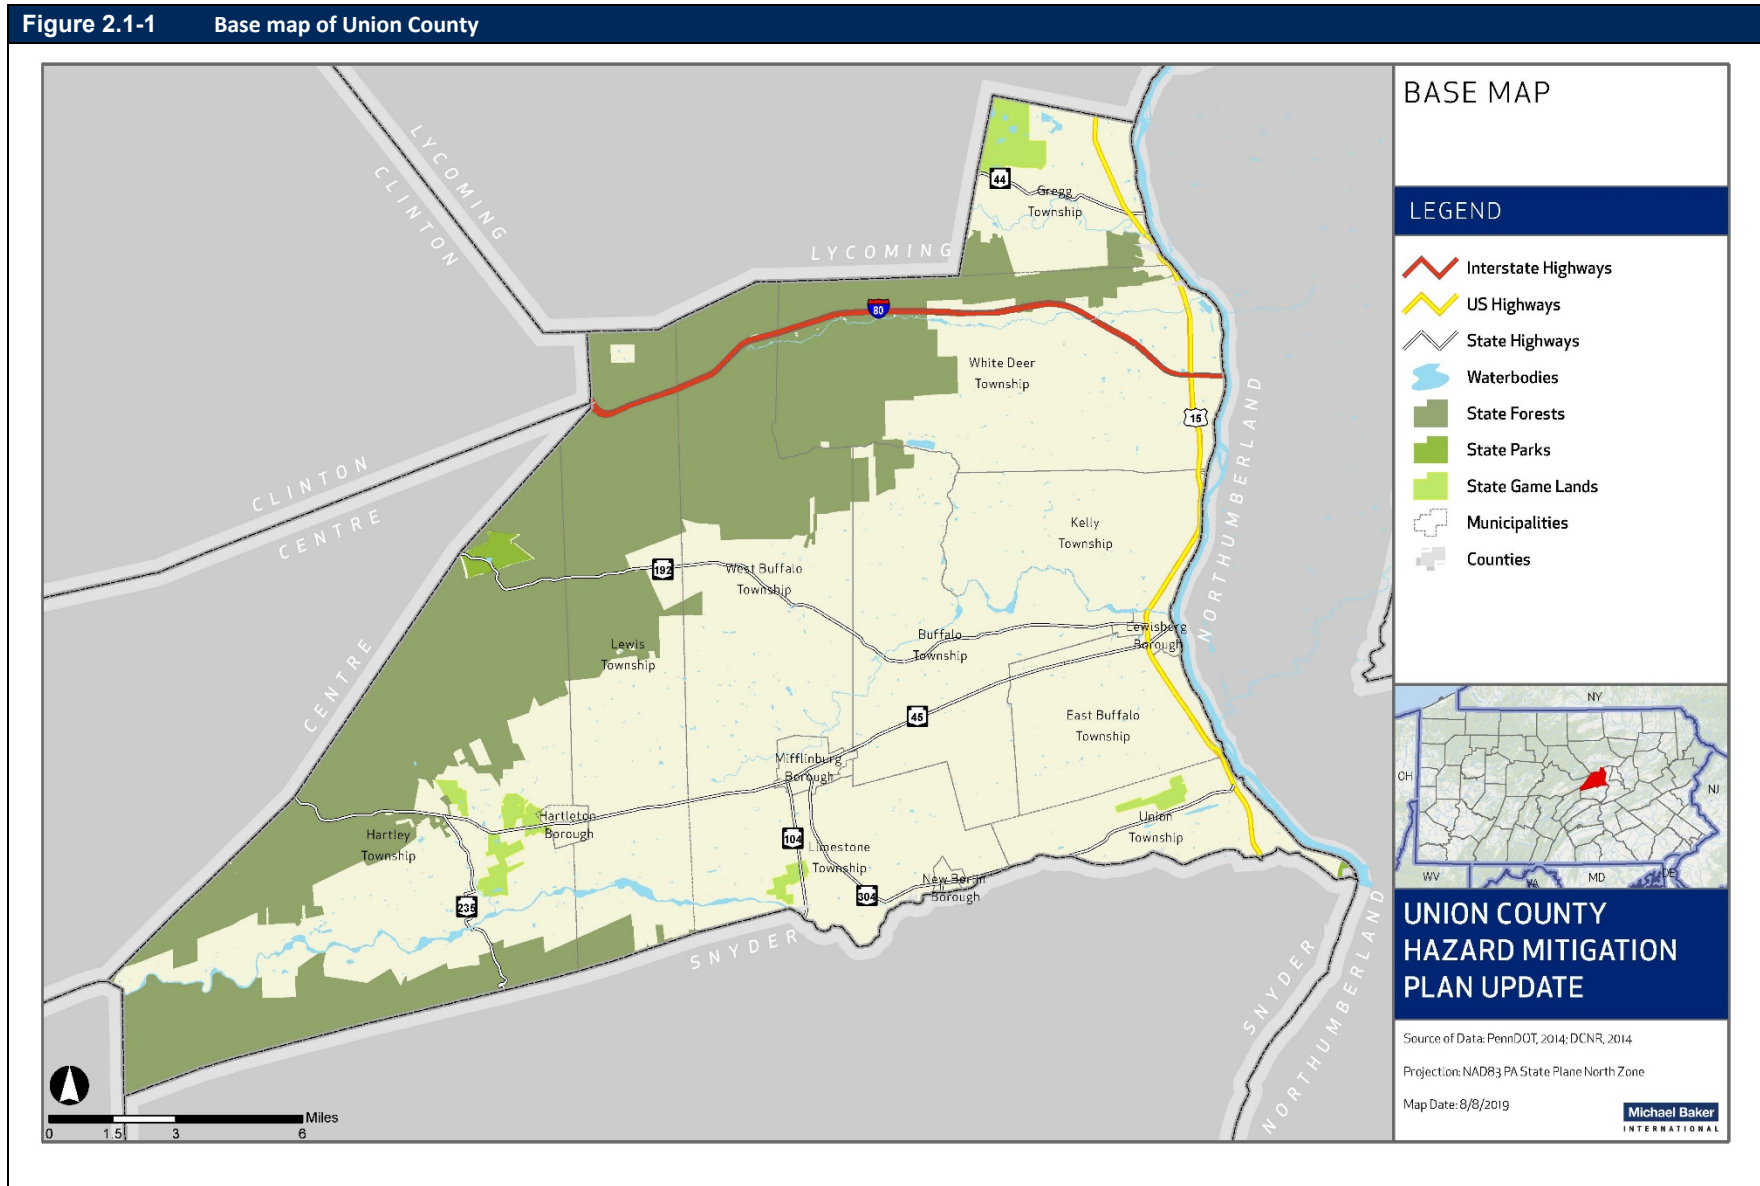 Figure 2.1-1 Base map of Union County
BASE MAP
LEGEND
Interstate Highways
US Highways
State Highways
Waterbodies
State Forests
State Parks
State Game Lands
Municipalities
Counties
LYCOMING
CLINTON
LYCOMING
44
Gregg
Township
80
White Deer
Township
15
NORTHUMBERLAND
CLINTON
CENTRE
Kelly
Township
192
West Buffalo
Township
CENTRE
Lewis
Township
Buffalo
Township
Lewisberg
Borough
45
East Buffalo
Township
Mifflinburg
Borough
Hartley
Township
Hartleton
Borough
104
Limestone
Township
Union
Township
304
New Berlin
Borough
235
SNYDER
SNYDER
NORTHUMBERLAND
Miles
0 1.5 3 6
NY
OH
NJ
WV
VA
MD
DE
UNION COUNTY
HAZARD MITIGATION
PLAN UPDATE
Source of Data: PennDOT, 2014; DCNR, 2014
Projection: NAD83 PA State Plane North Zone
Map Date: 8/8/2019
Michael Baker
INTERNATIONAL